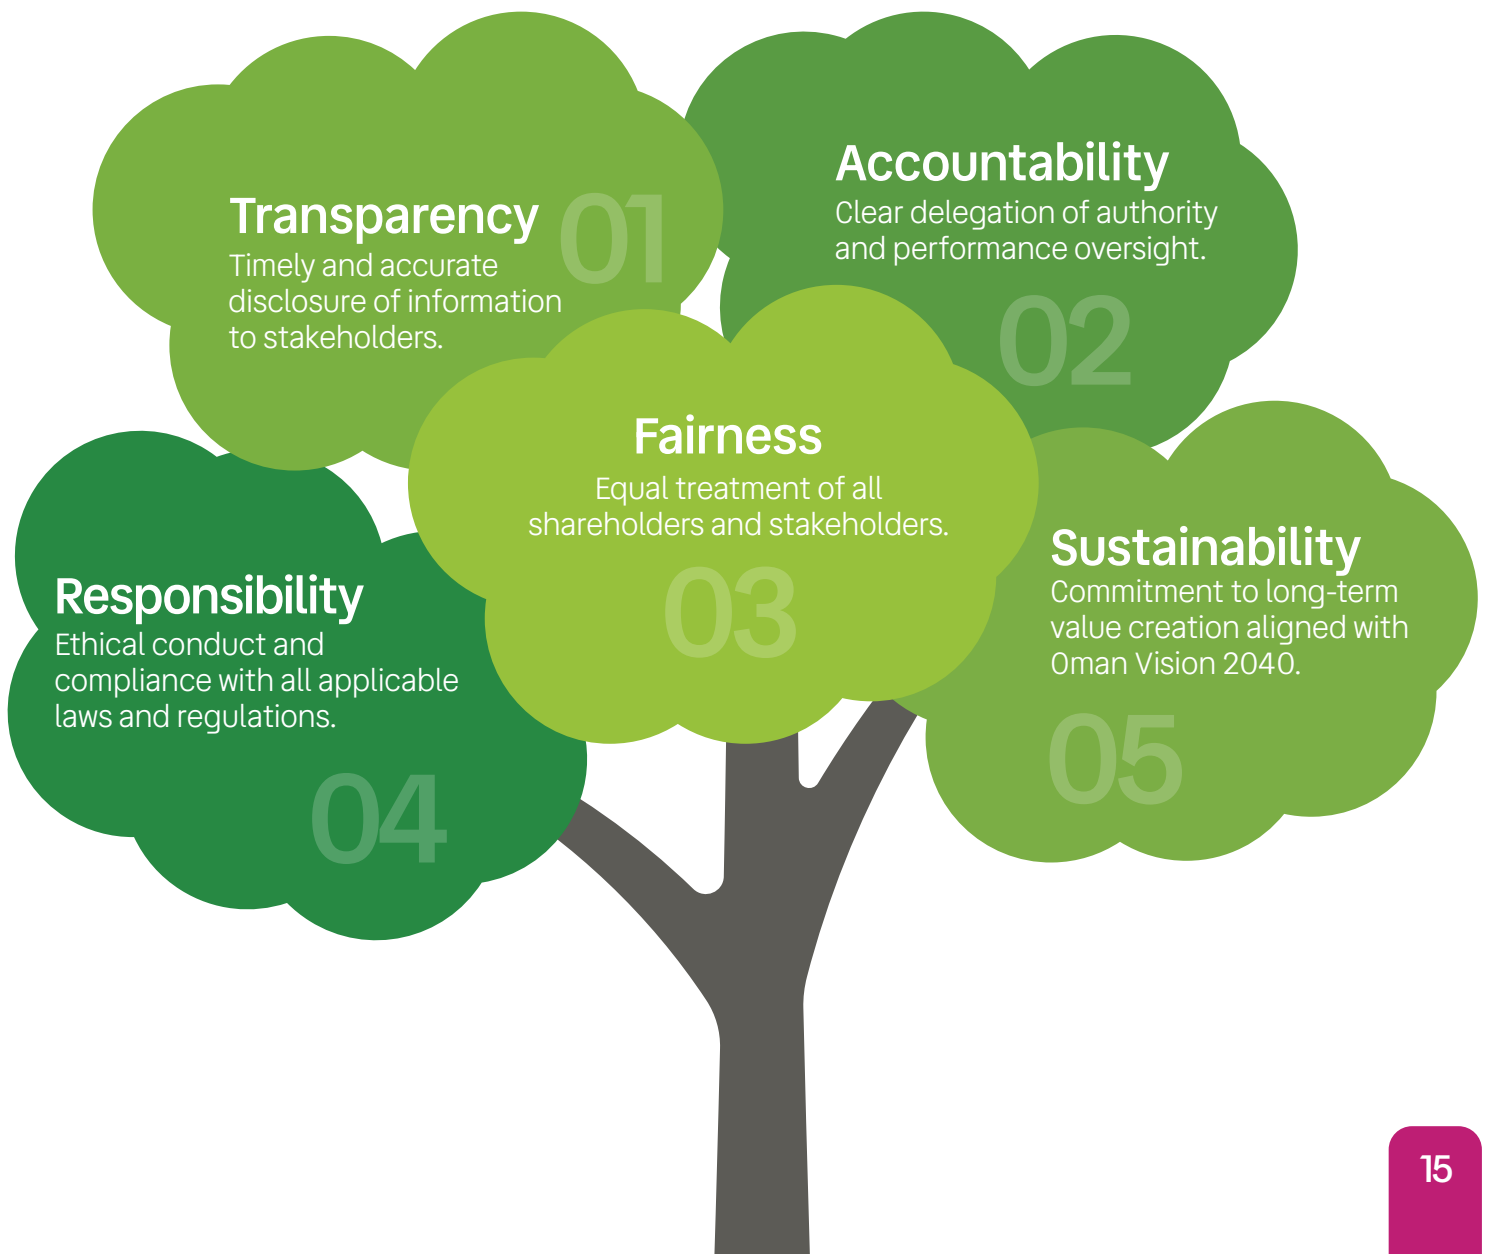 Transparency
01
Timely and accurate
disclosure of information
to stakeholders.
Accountability
Clear delegation of authority
and performance oversight.
02
Fairness
Equal treatment of all
shareholders and stakeholders.
03
Responsibility
Ethical conduct and
compliance with all applicable
laws and regulations.
04
Sustainability
Commitment to long-term
value creation aligned with
Oman Vision 2040.
05
15